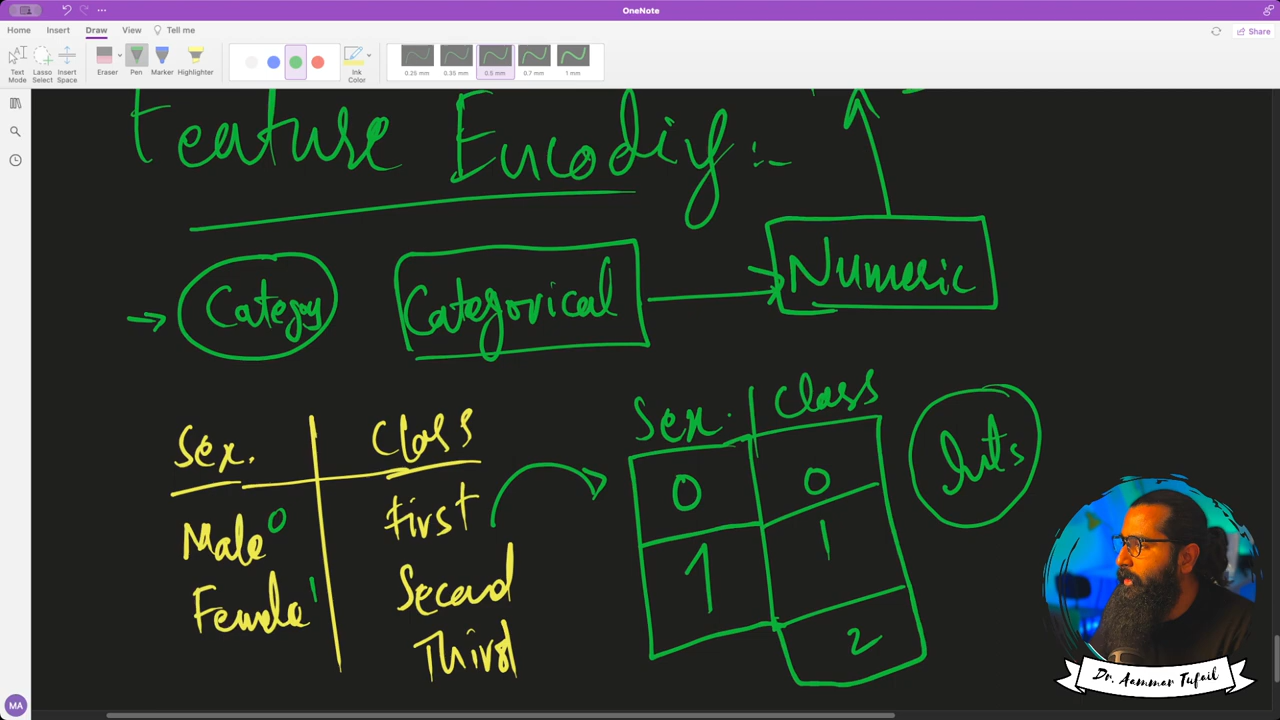 OneNote
Home Insert Draw View Tell me
Share
Text Mode
Lasso Select
Insert Space
Eraser
Pen
Marker
Highlighter
Ink Color
0.25 mm
0.35 mm
0.5 mm
0.7 mm
1 mm
Feature Encodig :-
Category
Categorical
Numeric
Sex. Class
Male 0 First
Female 1 Second
Third
Sex. Class
0 0
1 1
2
MA
Dr. Aammar Tufail